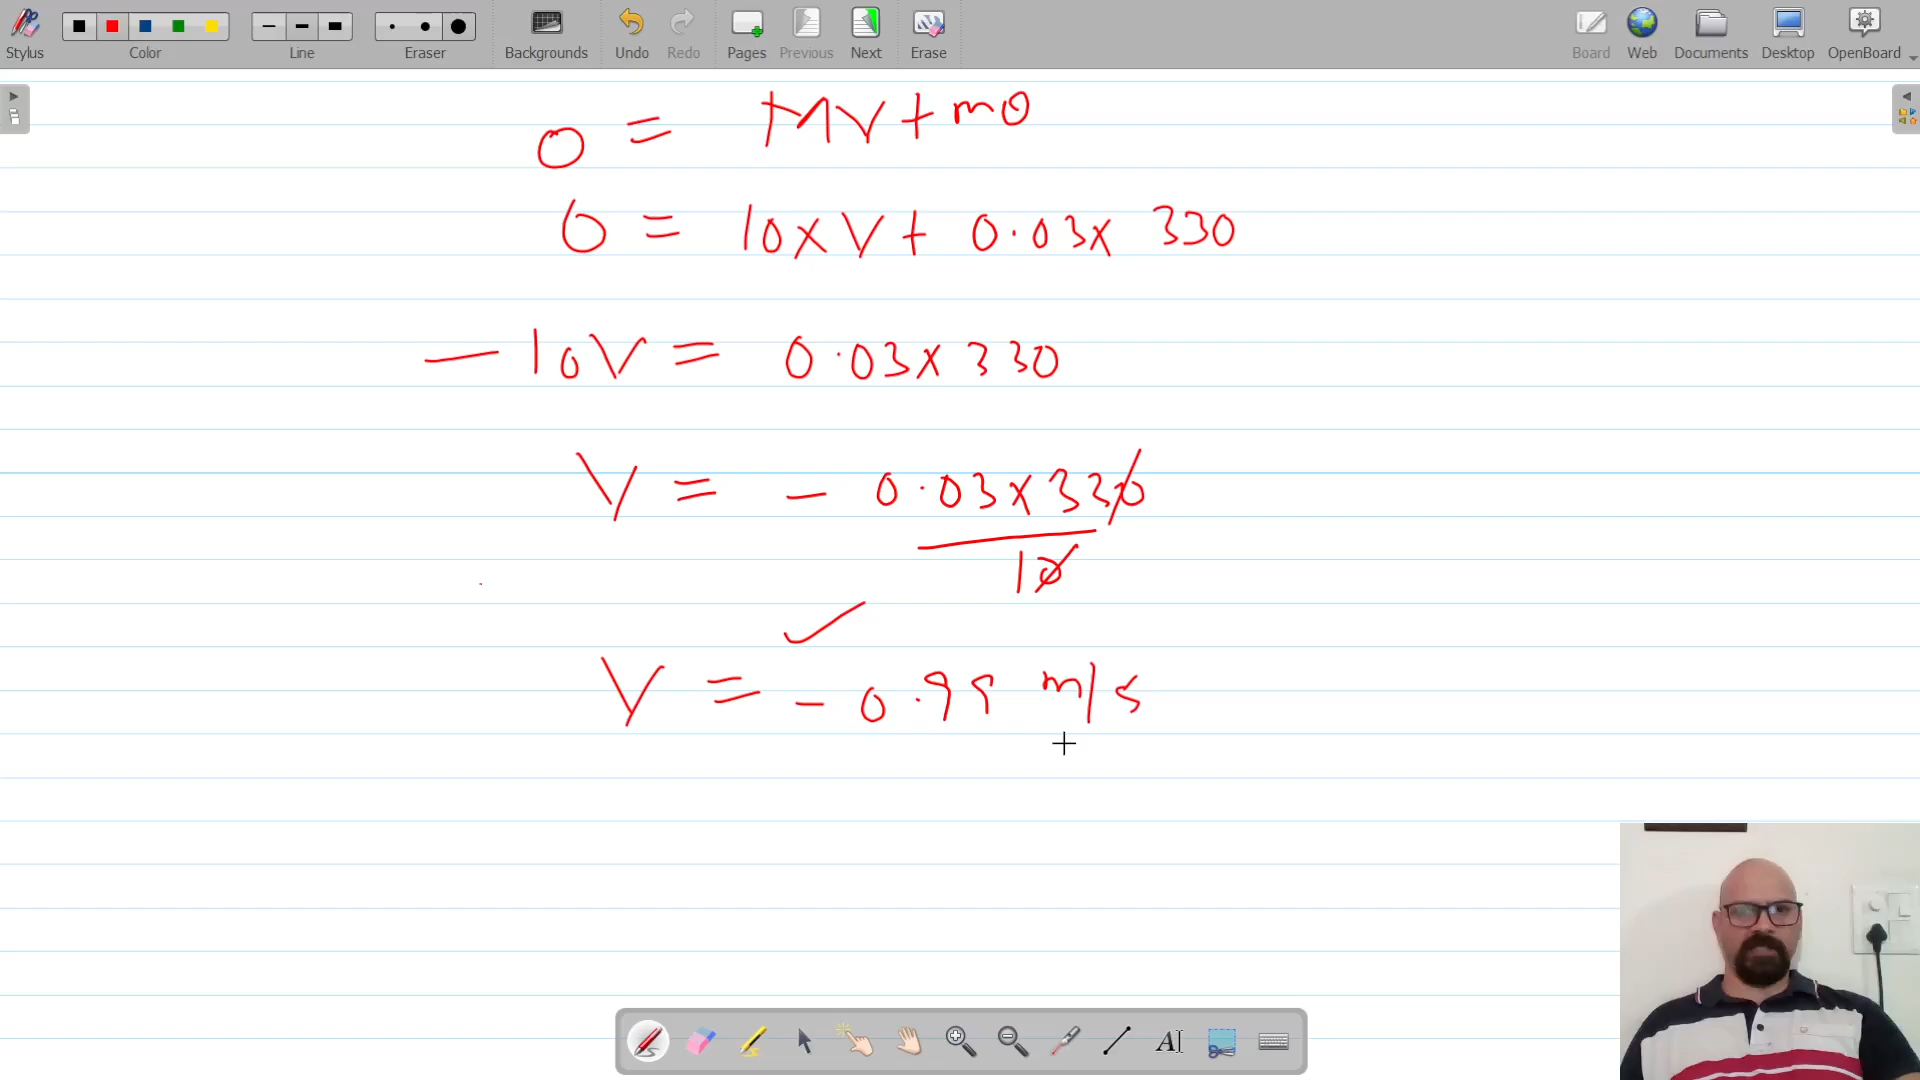 Stylus Color Line Eraser Backgrounds Undo Redo Pages Previous Next Erase Board Web Documents Desktop OpenBoard
0 = MV + mθ
0 = 10 x V + 0.03 x 330
- 10V = 0.03 x 330
V = - 0.03 x 330
10
V = - 0.99 m/s